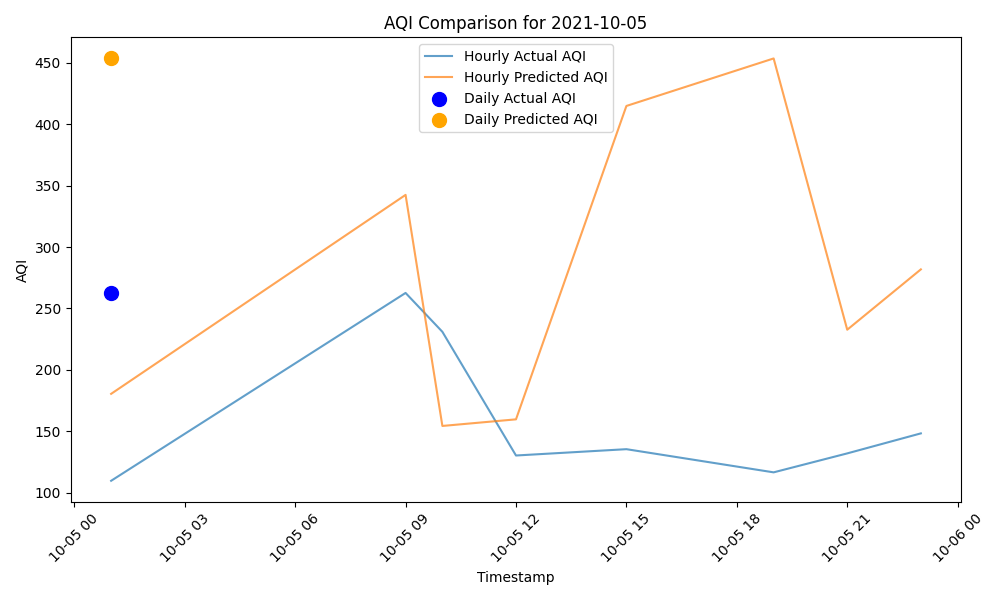 AQI Comparison for 2021-10-05
Hourly Actual AQI
Hourly Predicted AQI
Daily Actual AQI
Daily Predicted AQI
450
400
350
300
250
200
150
100
AQI
10-05 00
10-05 03
10-05 06
10-05 09
10-05 12
10-05 15
10-05 18
10-05 21
10-06 00
Timestamp